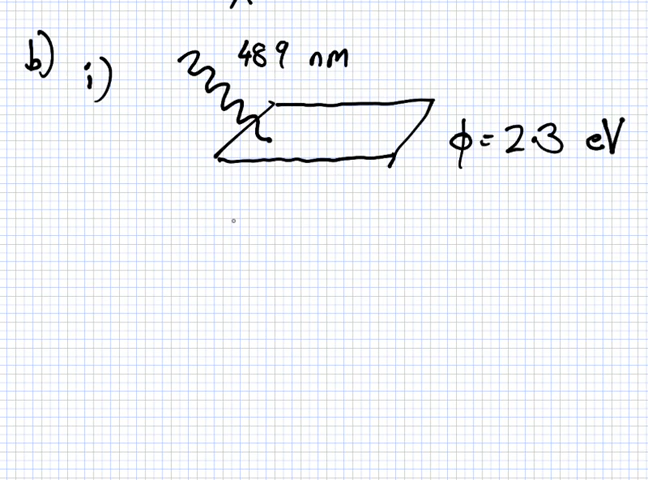 b) i) 489 nm
ϕ = 2.3 eV